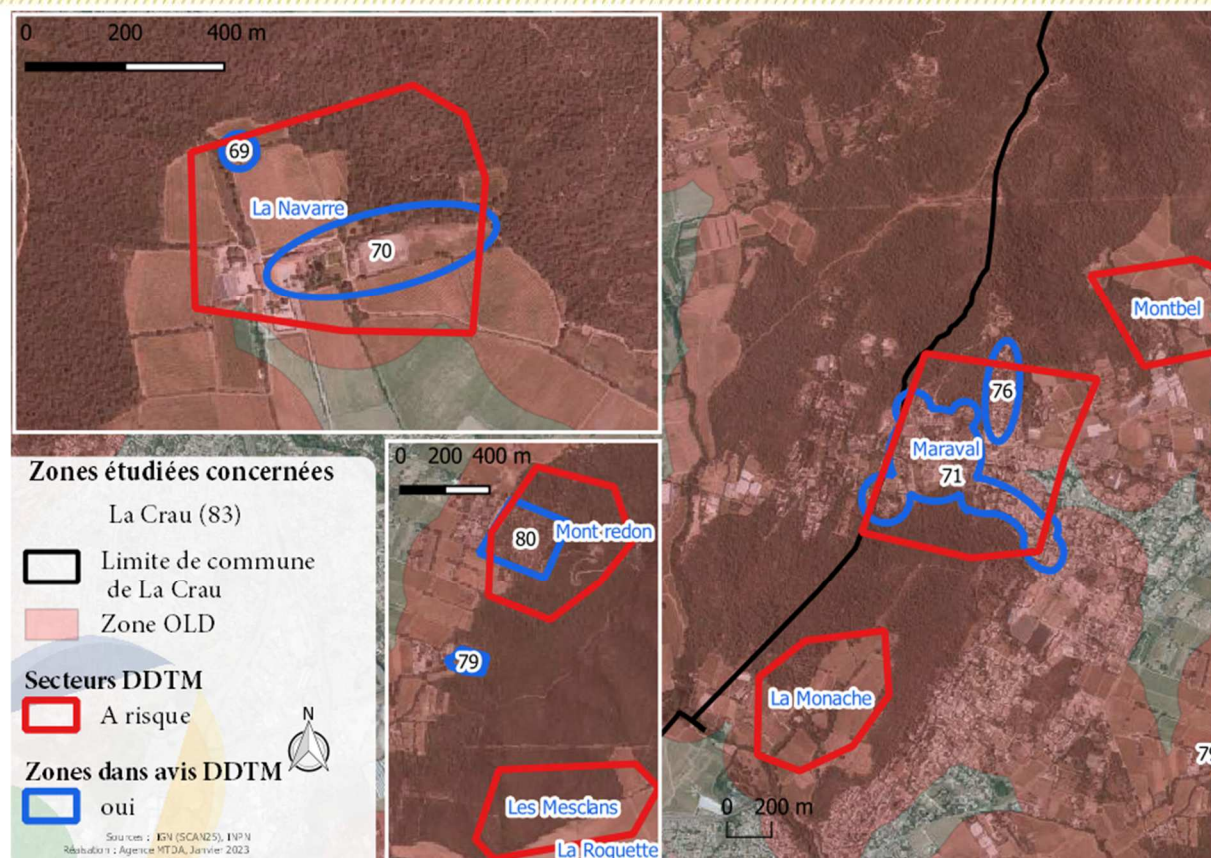 0 200 400 m
69
La Navarre
70
Zones étudiées concernées
La Crau (83)
Limite de commune
de La Crau
Zone OLD
Secteurs DDTM
A risque
N
Zones dans avis DDTM
oui
Sources : IGN (SCAN25), INPN
Réalisation : Agence MTDA, Janvier 2023
0 200 400 m
80
Mont redon
79
Les Mesclans
La Roquette
Montbel
76
Maraval
71
La Monache
0 200 m
79